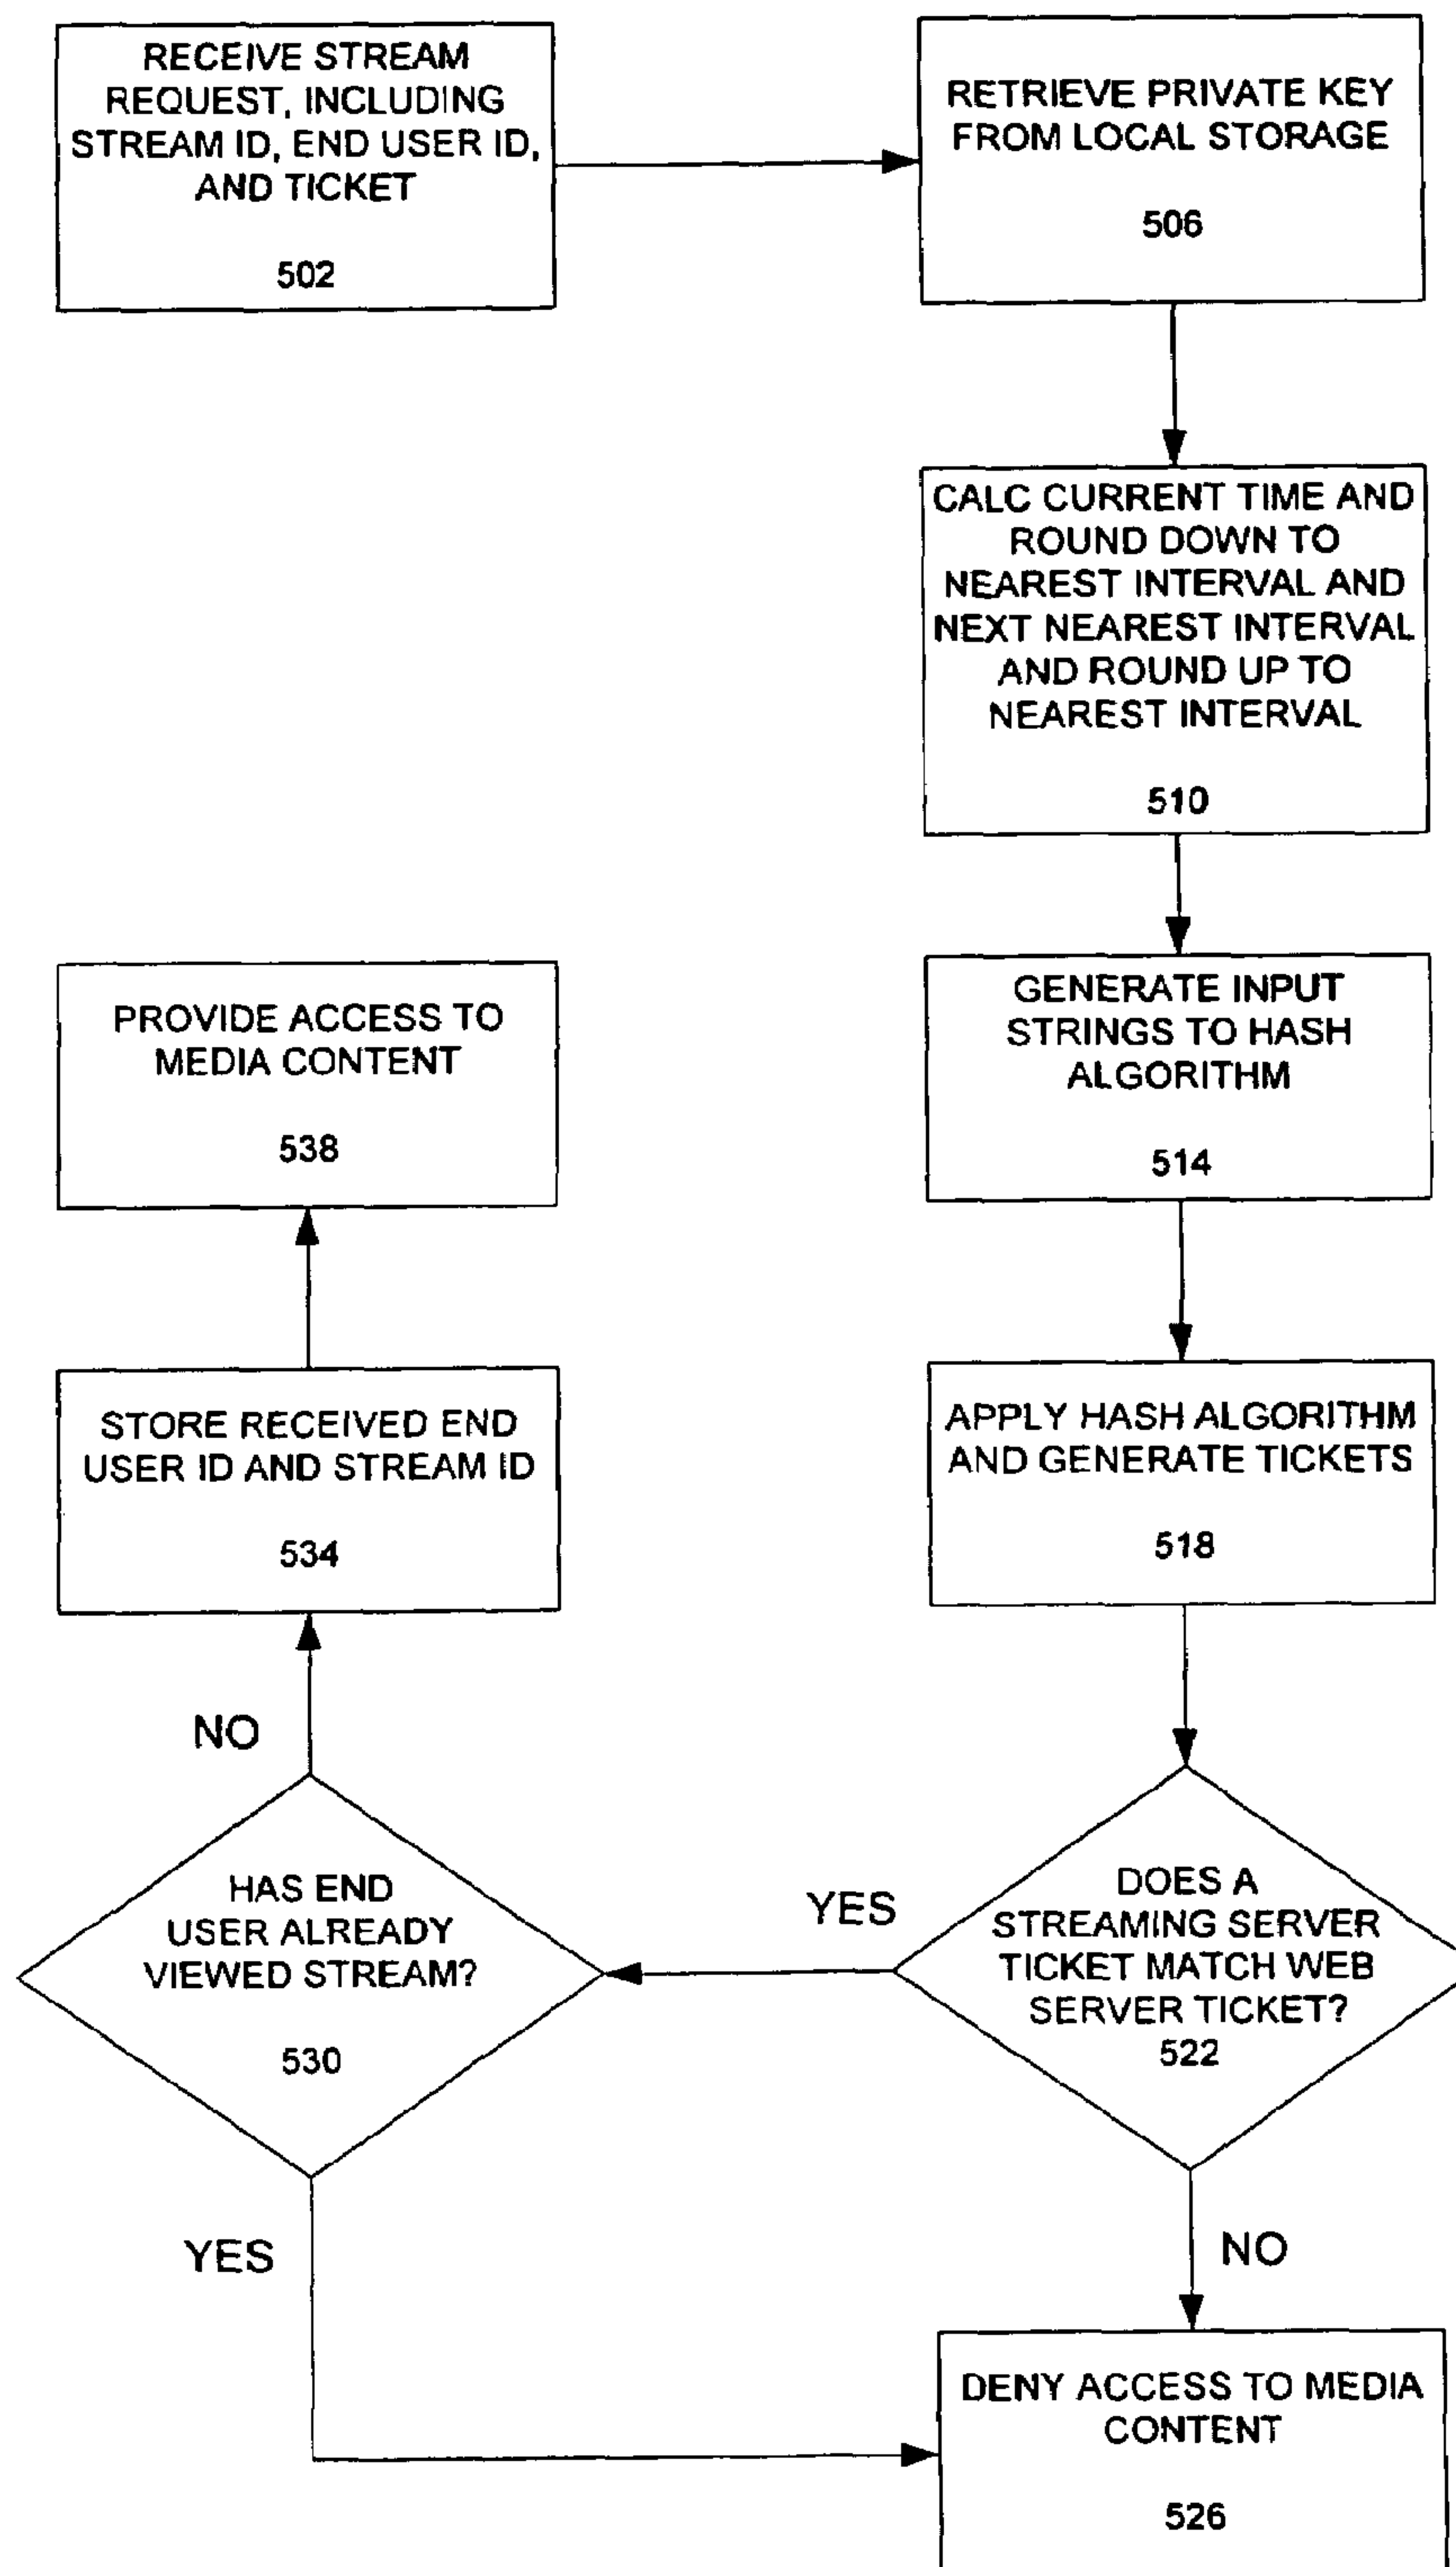 RECEIVE STREAM
REQUEST, INCLUDING
STREAM ID, END USER ID,
AND TICKET
502
RETRIEVE PRIVATE KEY
FROM LOCAL STORAGE
506
CALC CURRENT TIME AND
ROUND DOWN TO
NEAREST INTERVAL AND
NEXT NEAREST INTERVAL
AND ROUND UP TO
NEAREST INTERVAL
510
GENERATE INPUT
STRINGS TO HASH
ALGORITHM
514
APPLY HASH ALGORITHM
AND GENERATE TICKETS
518
DOES A
STREAMING SERVER
TICKET MATCH WEB
SERVER TICKET?
522
YES
NO
HAS END
USER ALREADY
VIEWED STREAM?
530
NO
YES
STORE RECEIVED END
USER ID AND STREAM ID
534
PROVIDE ACCESS TO
MEDIA CONTENT
538
DENY ACCESS TO MEDIA
CONTENT
526